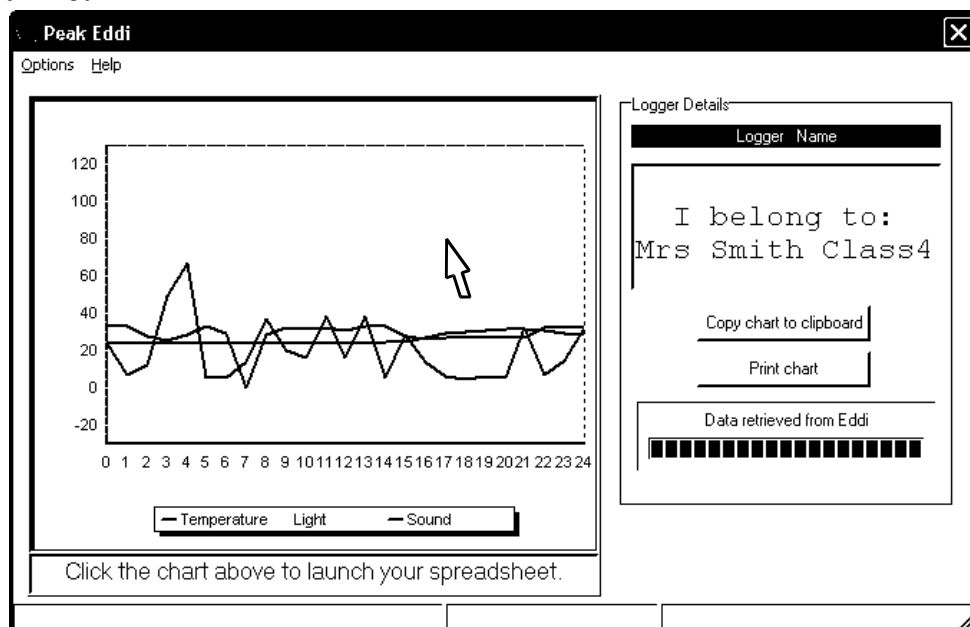 Peak Eddi
Options Help
120
100
80
60
40
20
0
-20
0 1 2 3 4 5 6 7 8 9 10 11 12 13 14 15 16 17 18 19 20 21 22 23 24
Temperature Light Sound
Click the chart above to launch your spreadsheet.
Logger Details
Logger Name
I belong to:
Mrs Smith Class4
Copy chart to clipboard
Print chart
Data retrieved from Eddi